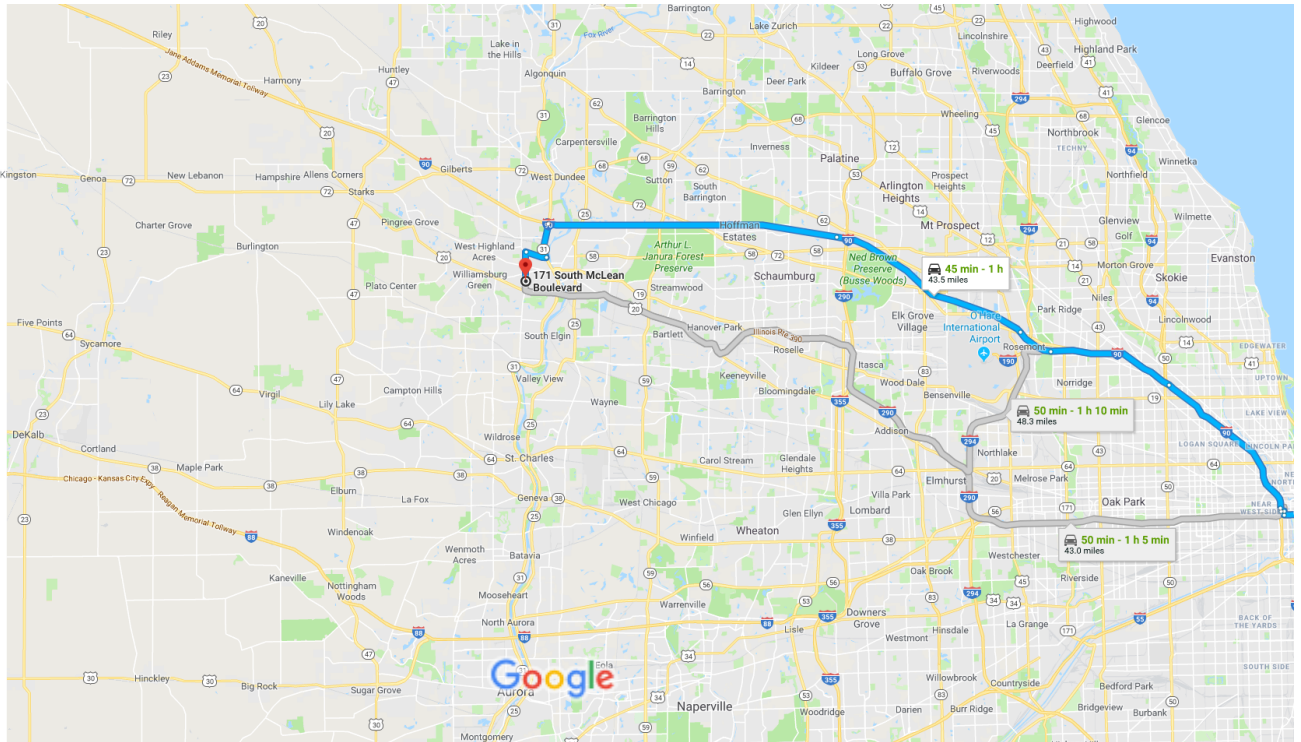 Barrington
Riley
Lake Zurich
Lincolnshire
Highwood
Highland Park
Lake in
the Hills
Fox River
Long Grove
Deerfield
Kildeer
Buffalo Grove
Riverwoods
Jane Addams Memorial Tollway
Harmony
Huntley
Algonquin
Deer Park
Barrington
Wheeling
Glencoe
Northbrook
TECHNY
Barrington
Hills
Carpentersville
Inverness
Palatine
Winnetka
Northfield
Kingston
Genoa
New Lebanon
Hampshire
Allens Corners
Starks
Gilberts
West Dundee
Sutton
South
Barrington
Arlington
Heights
Prospect
Heights
Charter Grove
Pingree Grove
Hoffman
Estates
Mt Prospect
Glenview
Golf
Wilmette
Burlington
West Highland
Acres
Arthur L.
Janura Forest
Preserve
Ned Brown
Preserve
(Busse Woods)
Morton Grove
Evanston
Skokie
Plato Center
Williamsburg
Green
171 South McLean
Boulevard
Streamwood
Schaumburg
45 min - 1 h
43.5 miles
Niles
Lincolnwood
Five Points
Sycamore
South Elgin
Bartlett
Hanover Park
Illinois Rte 390
Roselle
Elk Grove
Village
O'Hare
International
Airport
Park Ridge
Rosemont
EDGEWATER
Itasca
Wood Dale
Bensenville
Norridge
UPTOWN
Virgil
Lily Lake
Campton Hills
Valley View
Wayne
Keeneyville
Bloomingdale
Addison
50 min - 1 h 10 min
48.3 miles
LAKE VIEW
LOGAN SQUARE
LINCOLN PA
DeKalb
Cortland
Maple Park
Wildrose
St. Charles
Carol Stream
Glendale
Heights
Northlake
Elmhurst
Melrose Park
Oak Park
NE
NORT
NEAR
WEST SIDE
Chicago - Kansas City Expy
Reagan Memorial Tollway
Elburn
La Fox
Geneva
West Chicago
Villa Park
Lombard
Glen Ellyn
Wheaton
Winfield
50 min - 1 h 5 min
43.0 miles
Windenoak
Wenmoth
Acres
Batavia
Westchester
Oak Brook
Riverside
Kaneville
Nottingham
Woods
Mooseheart
Warrenville
Downers
Grove
Hinsdale
La Grange
BACK OF
THE YARDS
North Aurora
Lisle
Westmont
Hinckley
Big Rock
Sugar Grove
Google
Eola
Aurora
Naperville
Willowbrook
Countryside
SOUTH SIDE
Bedford Park
Montgomery
Woodridge
Darien
Burr Ridge
Bridgeview
Burbank